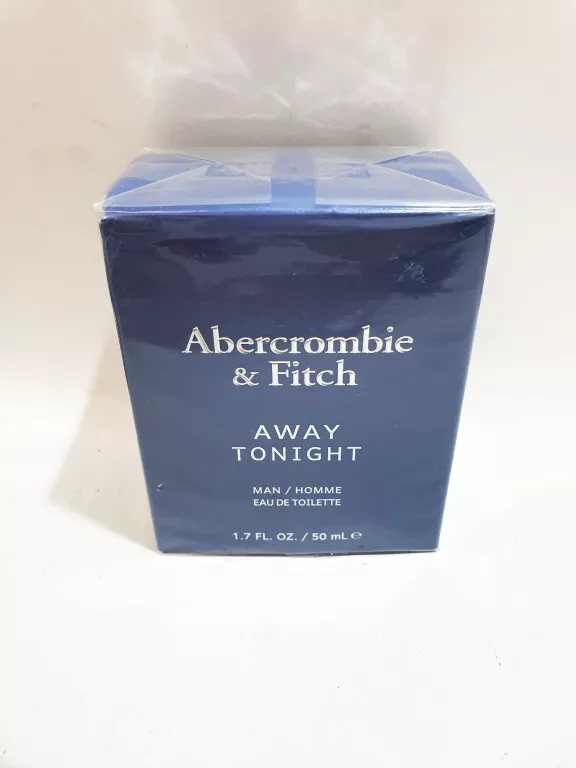 Abercrombie
& Fitch
AWAY
TONIGHT
MAN / HOMME
EAU DE TOILETTE
1.7 FL. OZ. / 50 mL ℮